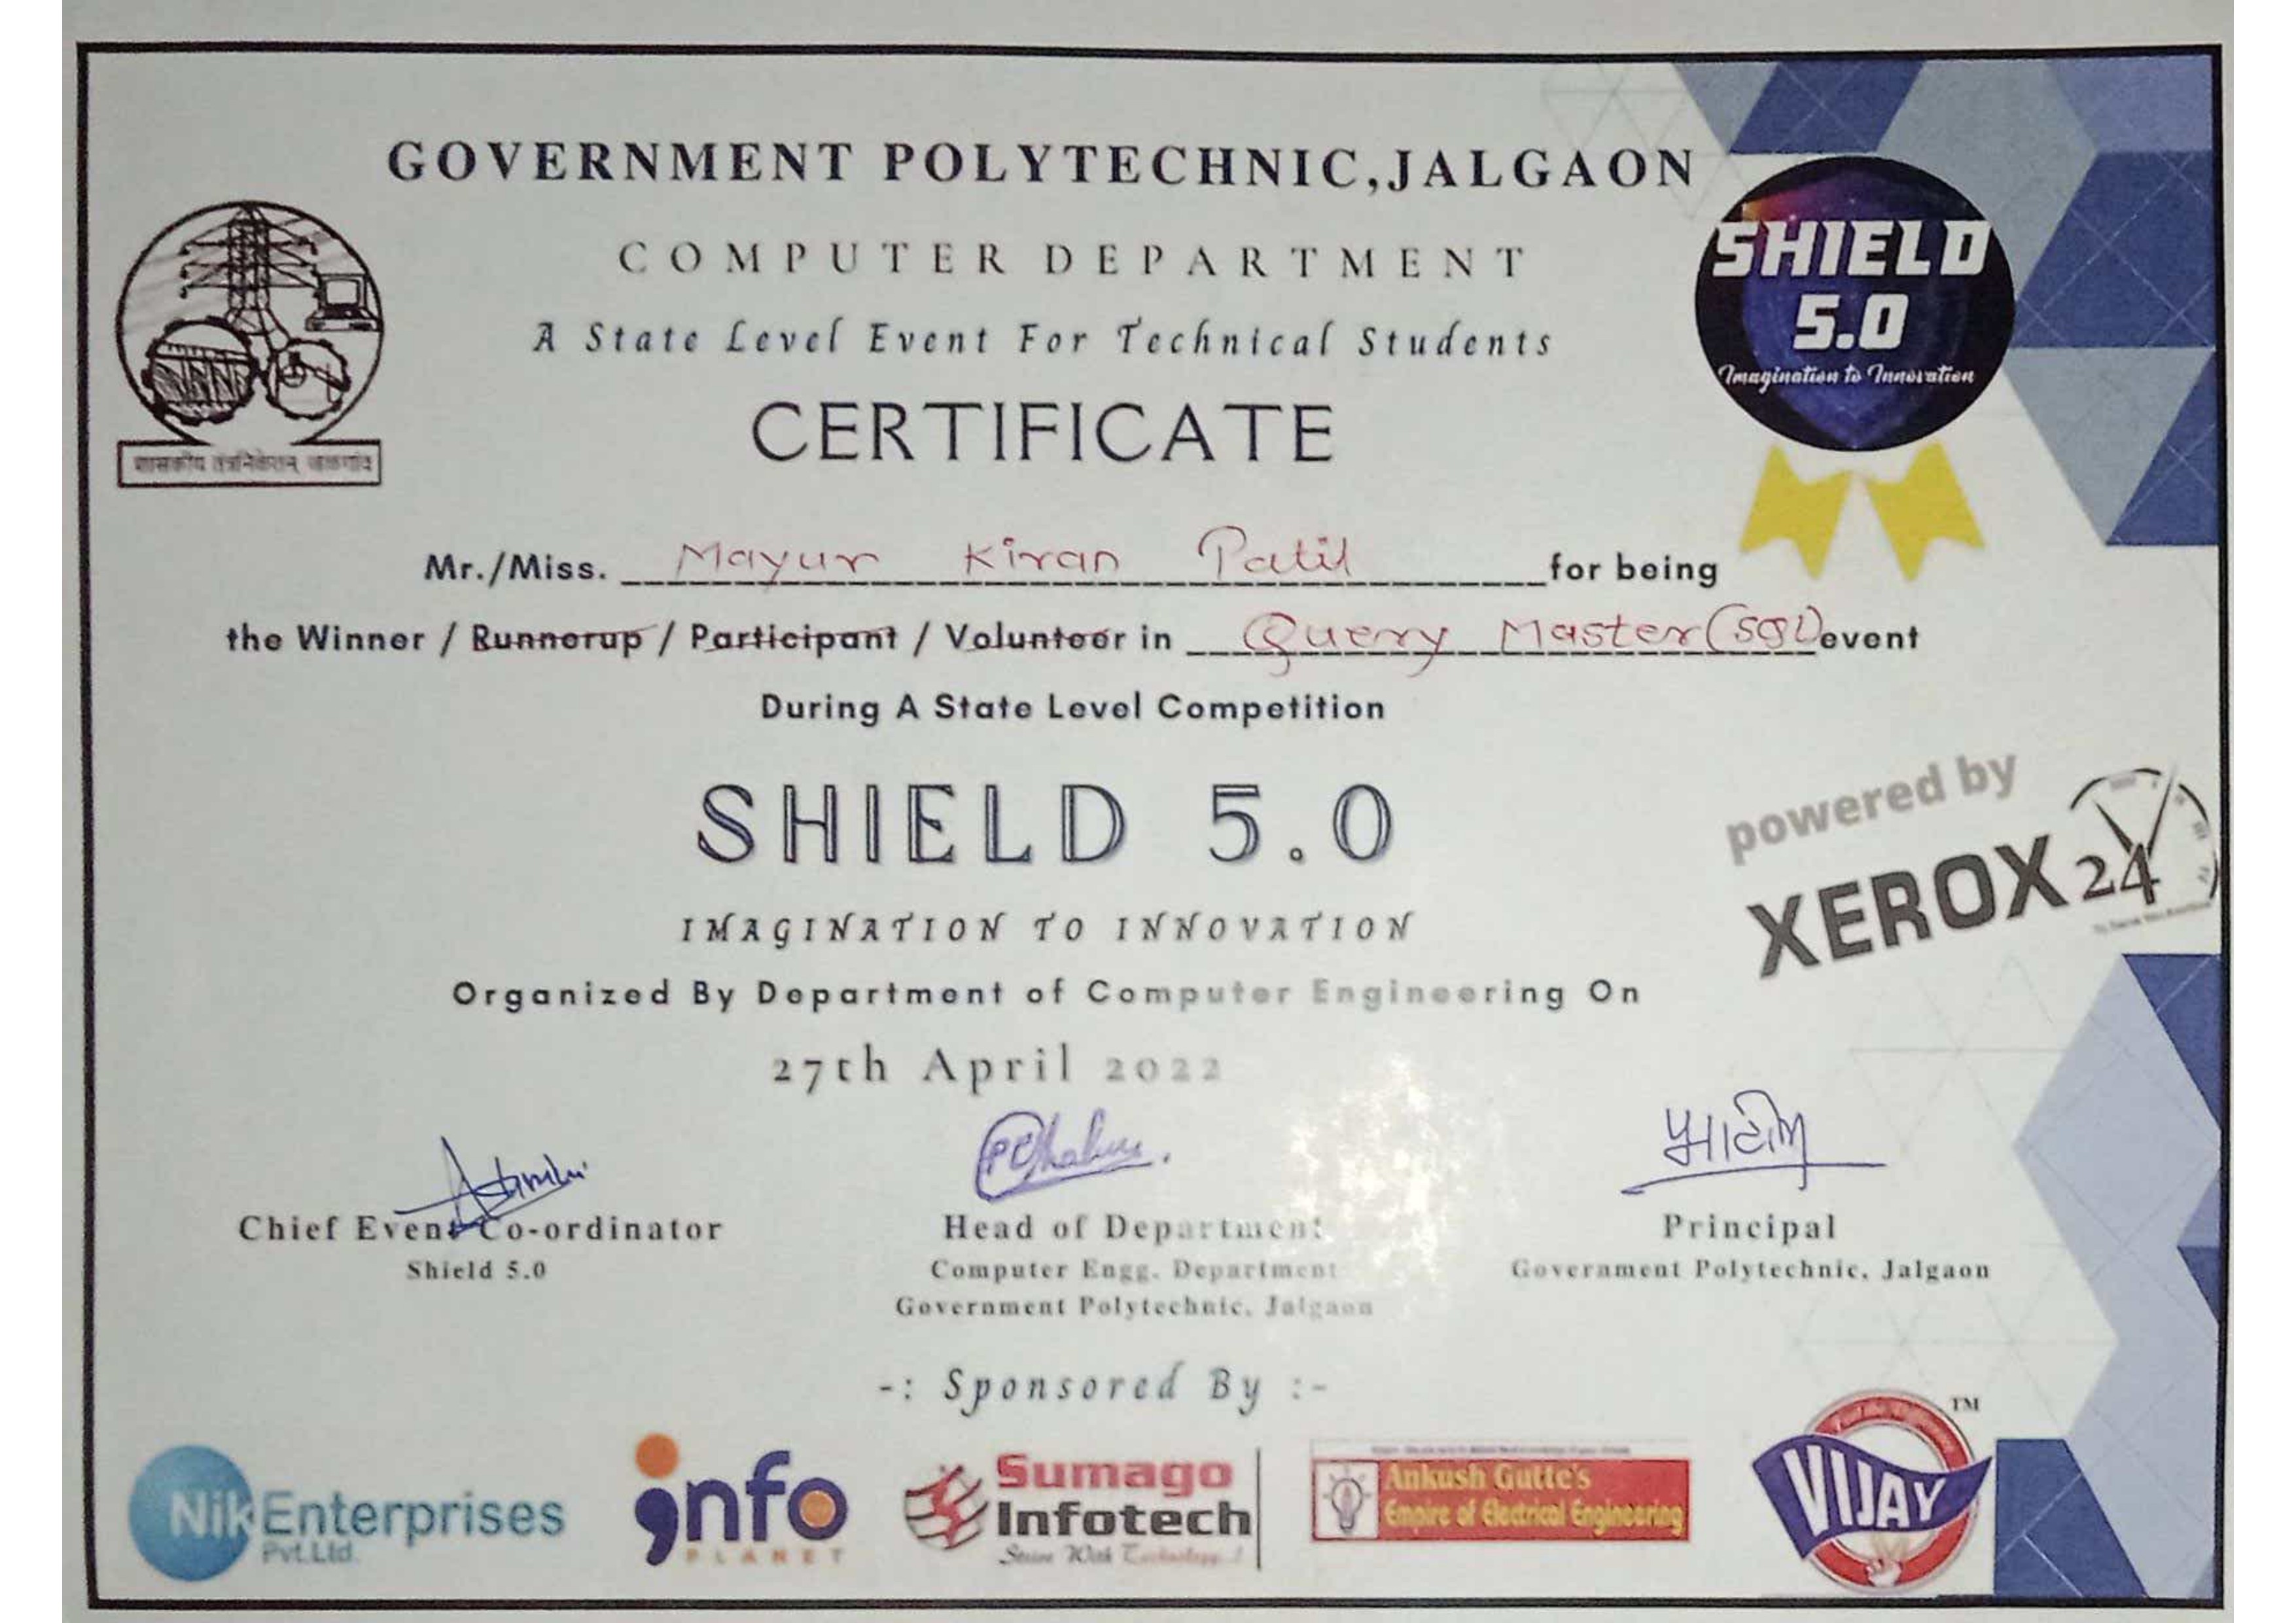 GOVERNMENT POLYTECHNIC,JALGAON
COMPUTER DEPARTMENT
A State Level Event For Technical Students
SHIELD
5.0
Imagination to Innovation
शासकीय तंत्रनिकेतन जळगांव
CERTIFICATE
Mr./Miss. Mayur Kiran Patil for being
the Winner / Runnerup / Participant / Volunteer in Query Master (SQL) event
During A State Level Competition
SHIELD 5.0
IMAGINATION TO INNOVATION
powered by
XEROX 24
Organized By Department of Computer Engineering On
27th April 2022
Chief Event Co-ordinator
Shield 5.0
Head of Department
Computer Engg. Department
Government Polytechnic, Jalgaon
Principal
Government Polytechnic, Jalgaon
-: Sponsored By :-
Nik Enterprises
Pvt.Ltd.
info
PLANET
Sumago
Infotech
Strive With Technology..!
Ankush Gutte's
Empire of Electrical Engineering
VIJAY
TM